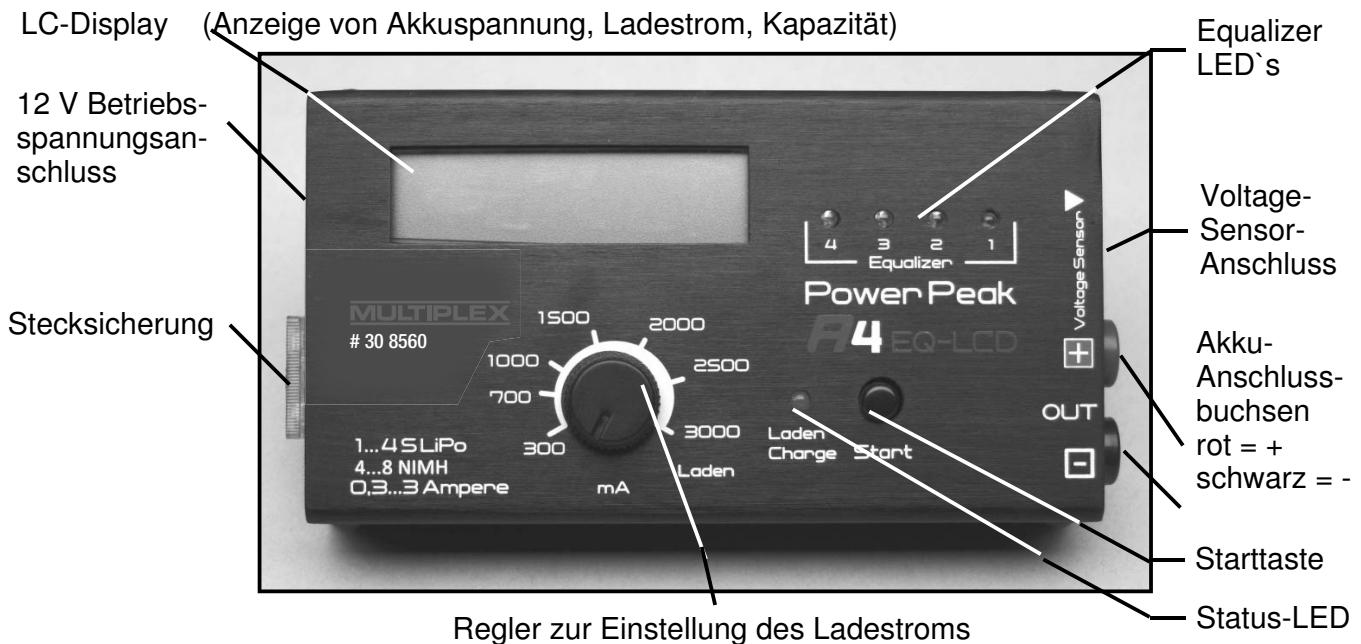 LC-Display (Anzeige von Akkuspannung, Ladestrom, Kapazität)
Equalizer
LED`s
12 V Betriebs-
spannungsan-
schluss
Voltage-
Sensor-
Anschluss
Stecksicherung
Akku-
Anschluss-
buchsen
rot = +
schwarz = -
Starttaste
Status-LED
Regler zur Einstellung des Ladestroms
4 3 2 1
Equalizer
Power Peak
A4 EQ-LCD
Voltage Sensor
MULTIPLEX
# 30 8560
300
700
1000
1500
2000
2500
3000
Laden
mA
1...4 S LiPo
4...8 NIMH
0,3...3 Ampere
Laden
Charge
Start
+
OUT
-